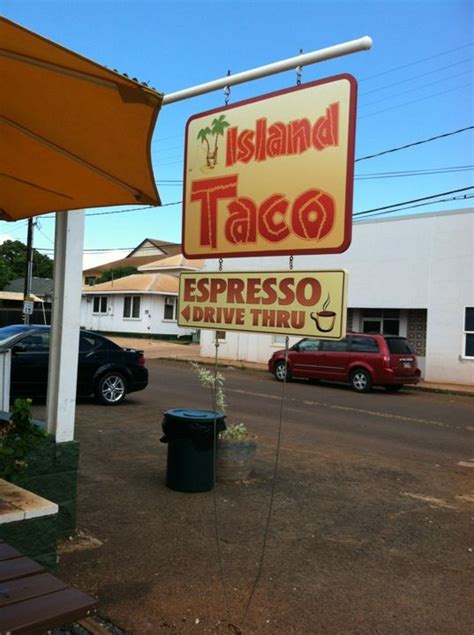 Island
Taco
ESPRESSO
DRIVE THRU